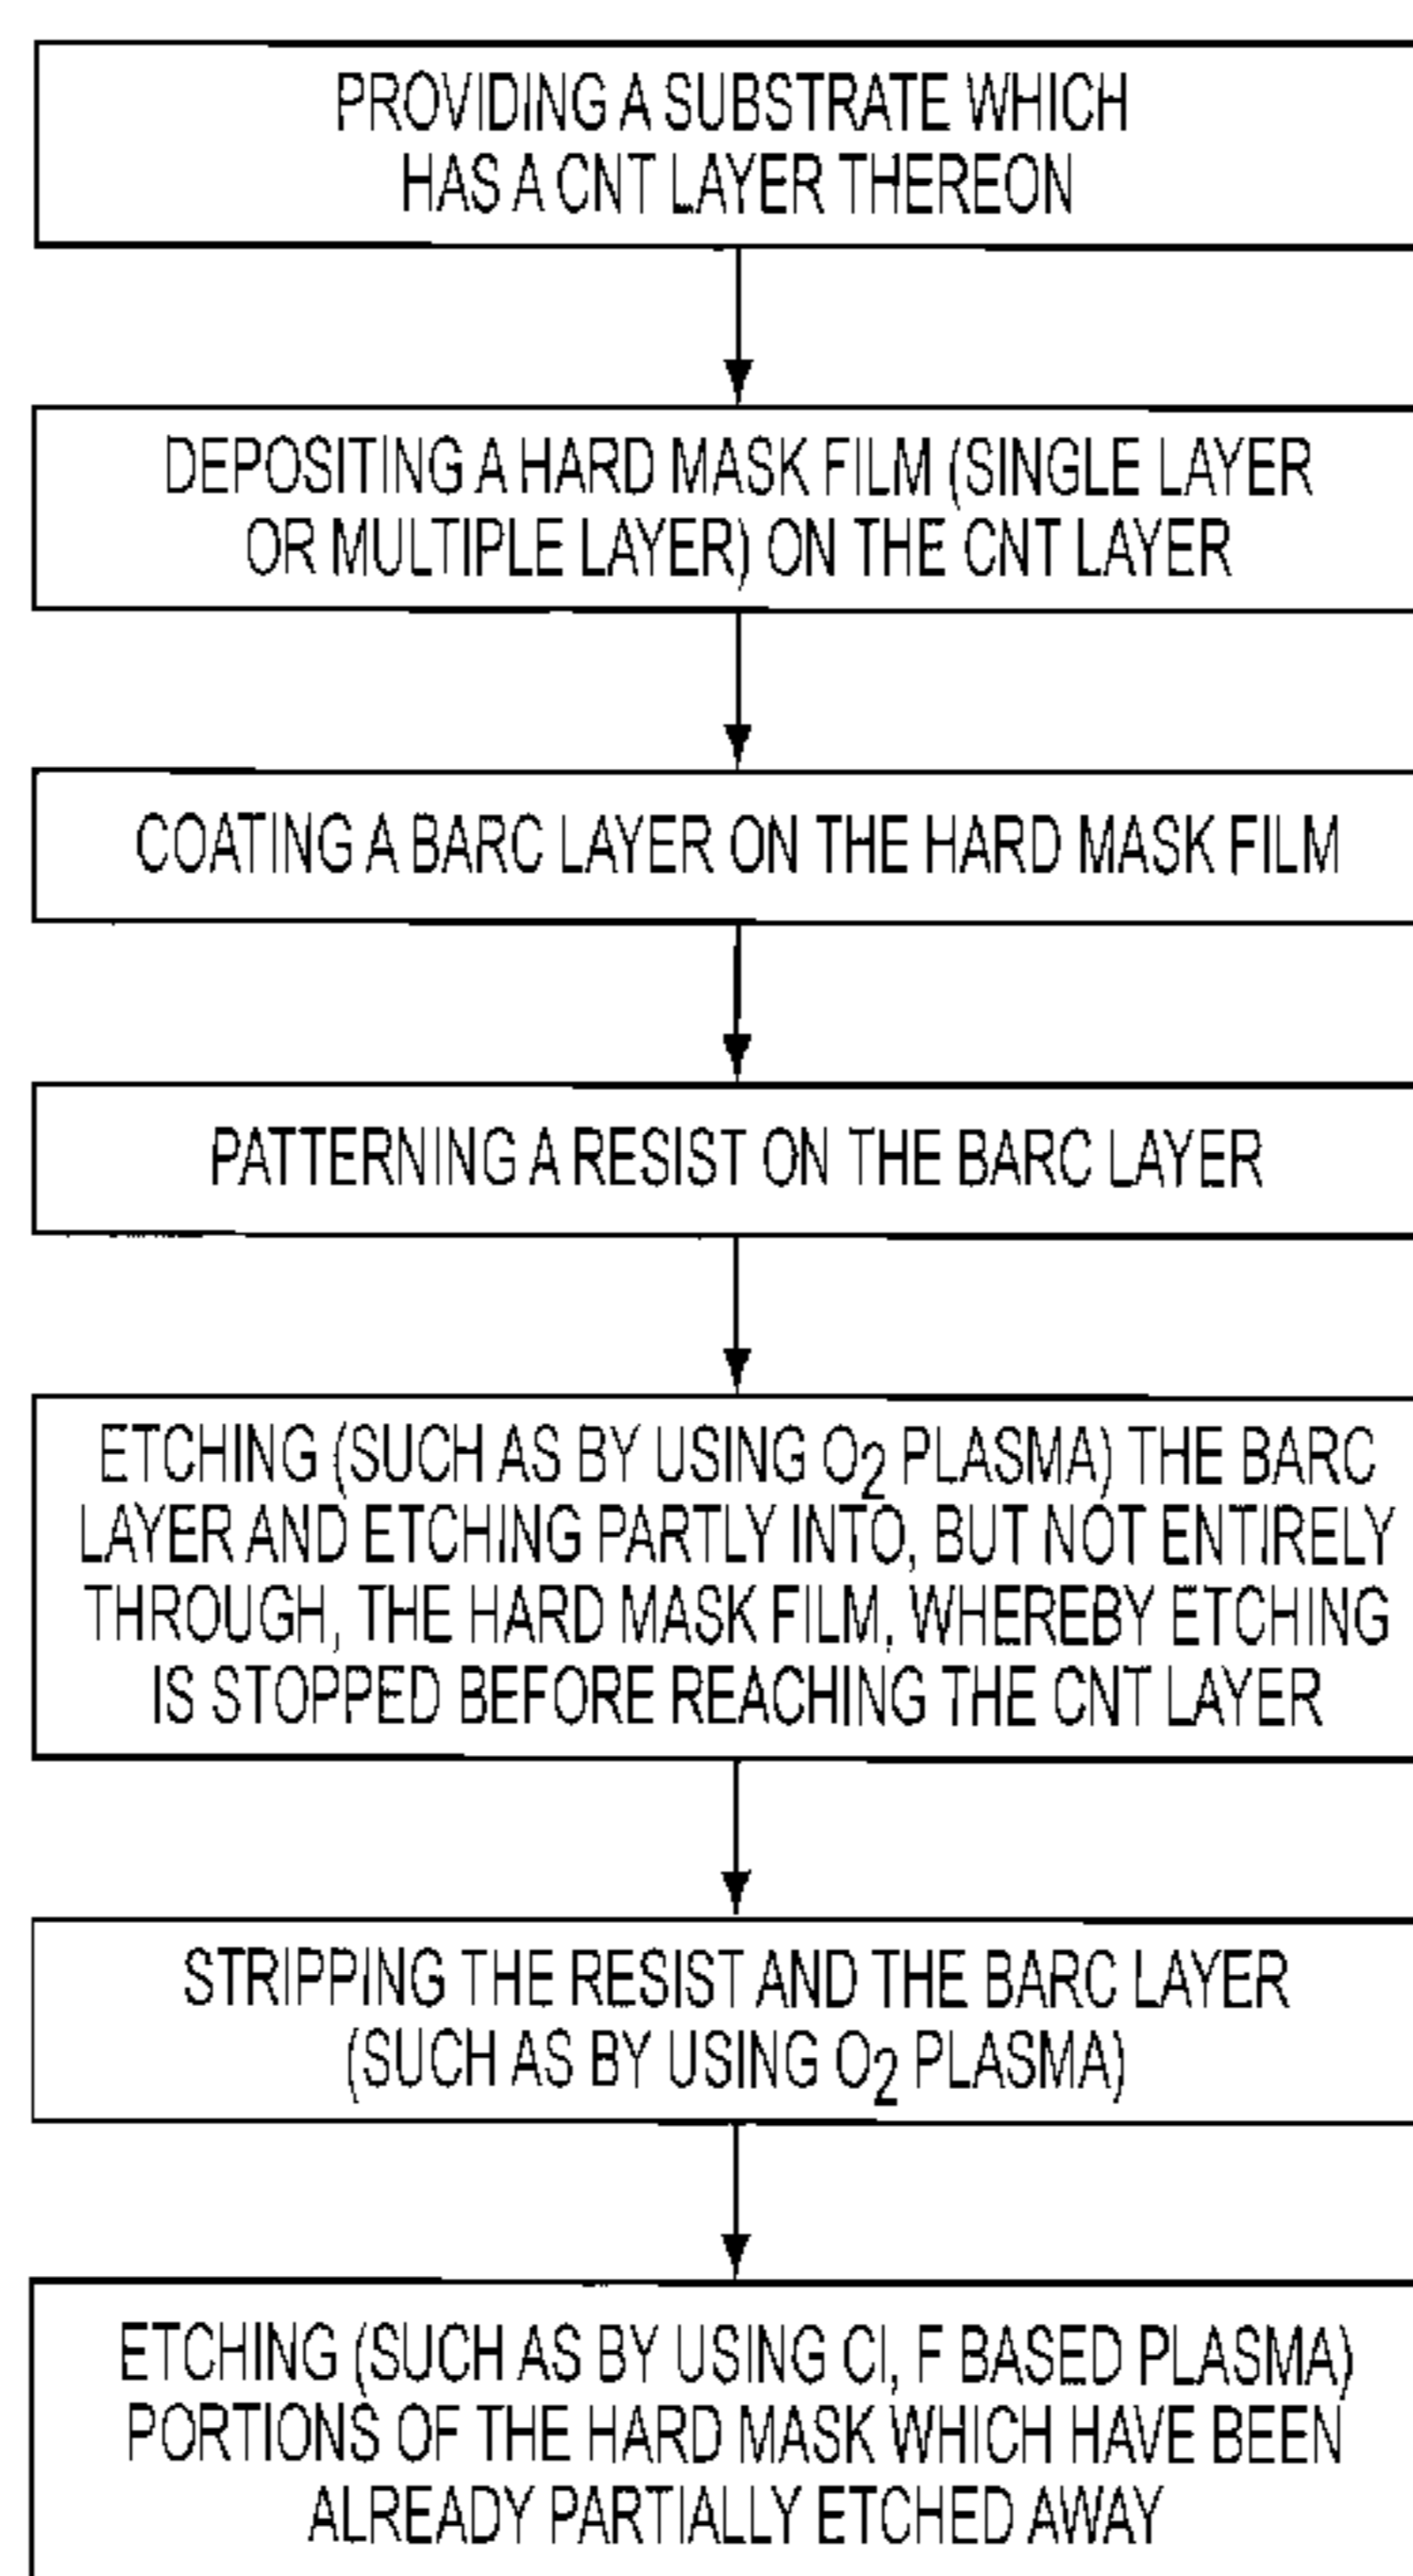 PROVIDING A SUBSTRATE WHICH
HAS A CNT LAYER THEREON
DEPOSITING A HARD MASK FILM (SINGLE LAYER
OR MULTIPLE LAYER) ON THE CNT LAYER
COATING A BARC LAYER ON THE HARD MASK FILM
PATTERNING A RESIST ON THE BARC LAYER
ETCHING (SUCH AS BY USING O2 PLASMA) THE BARC
LAYER AND ETCHING PARTLY INTO, BUT NOT ENTIRELY
THROUGH, THE HARD MASK FILM, WHEREBY ETCHING
IS STOPPED BEFORE REACHING THE CNT LAYER
STRIPPING THE RESIST AND THE BARC LAYER
(SUCH AS BY USING O2 PLASMA)
ETCHING (SUCH AS BY USING Cl, F BASED PLASMA)
PORTIONS OF THE HARD MASK WHICH HAVE BEEN
ALREADY PARTIALLY ETCHED AWAY